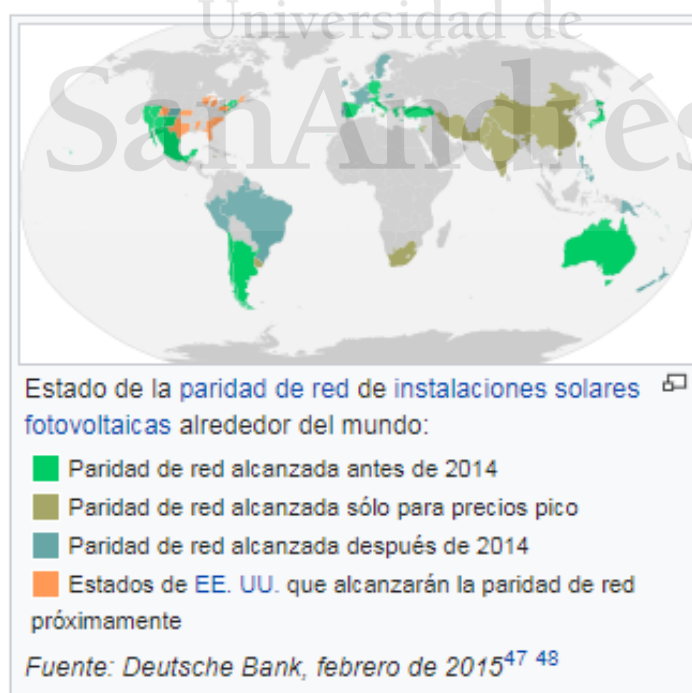 Universidad de
SanAndrés
Estado de la paridad de red de instalaciones solares
fotovoltaicas alrededor del mundo:
Paridad de red alcanzada antes de 2014
Paridad de red alcanzada sólo para precios pico
Paridad de red alcanzada después de 2014
Estados de EE. UU. que alcanzarán la paridad de red
próximamente
Fuente: Deutsche Bank, febrero de 2015 47 48